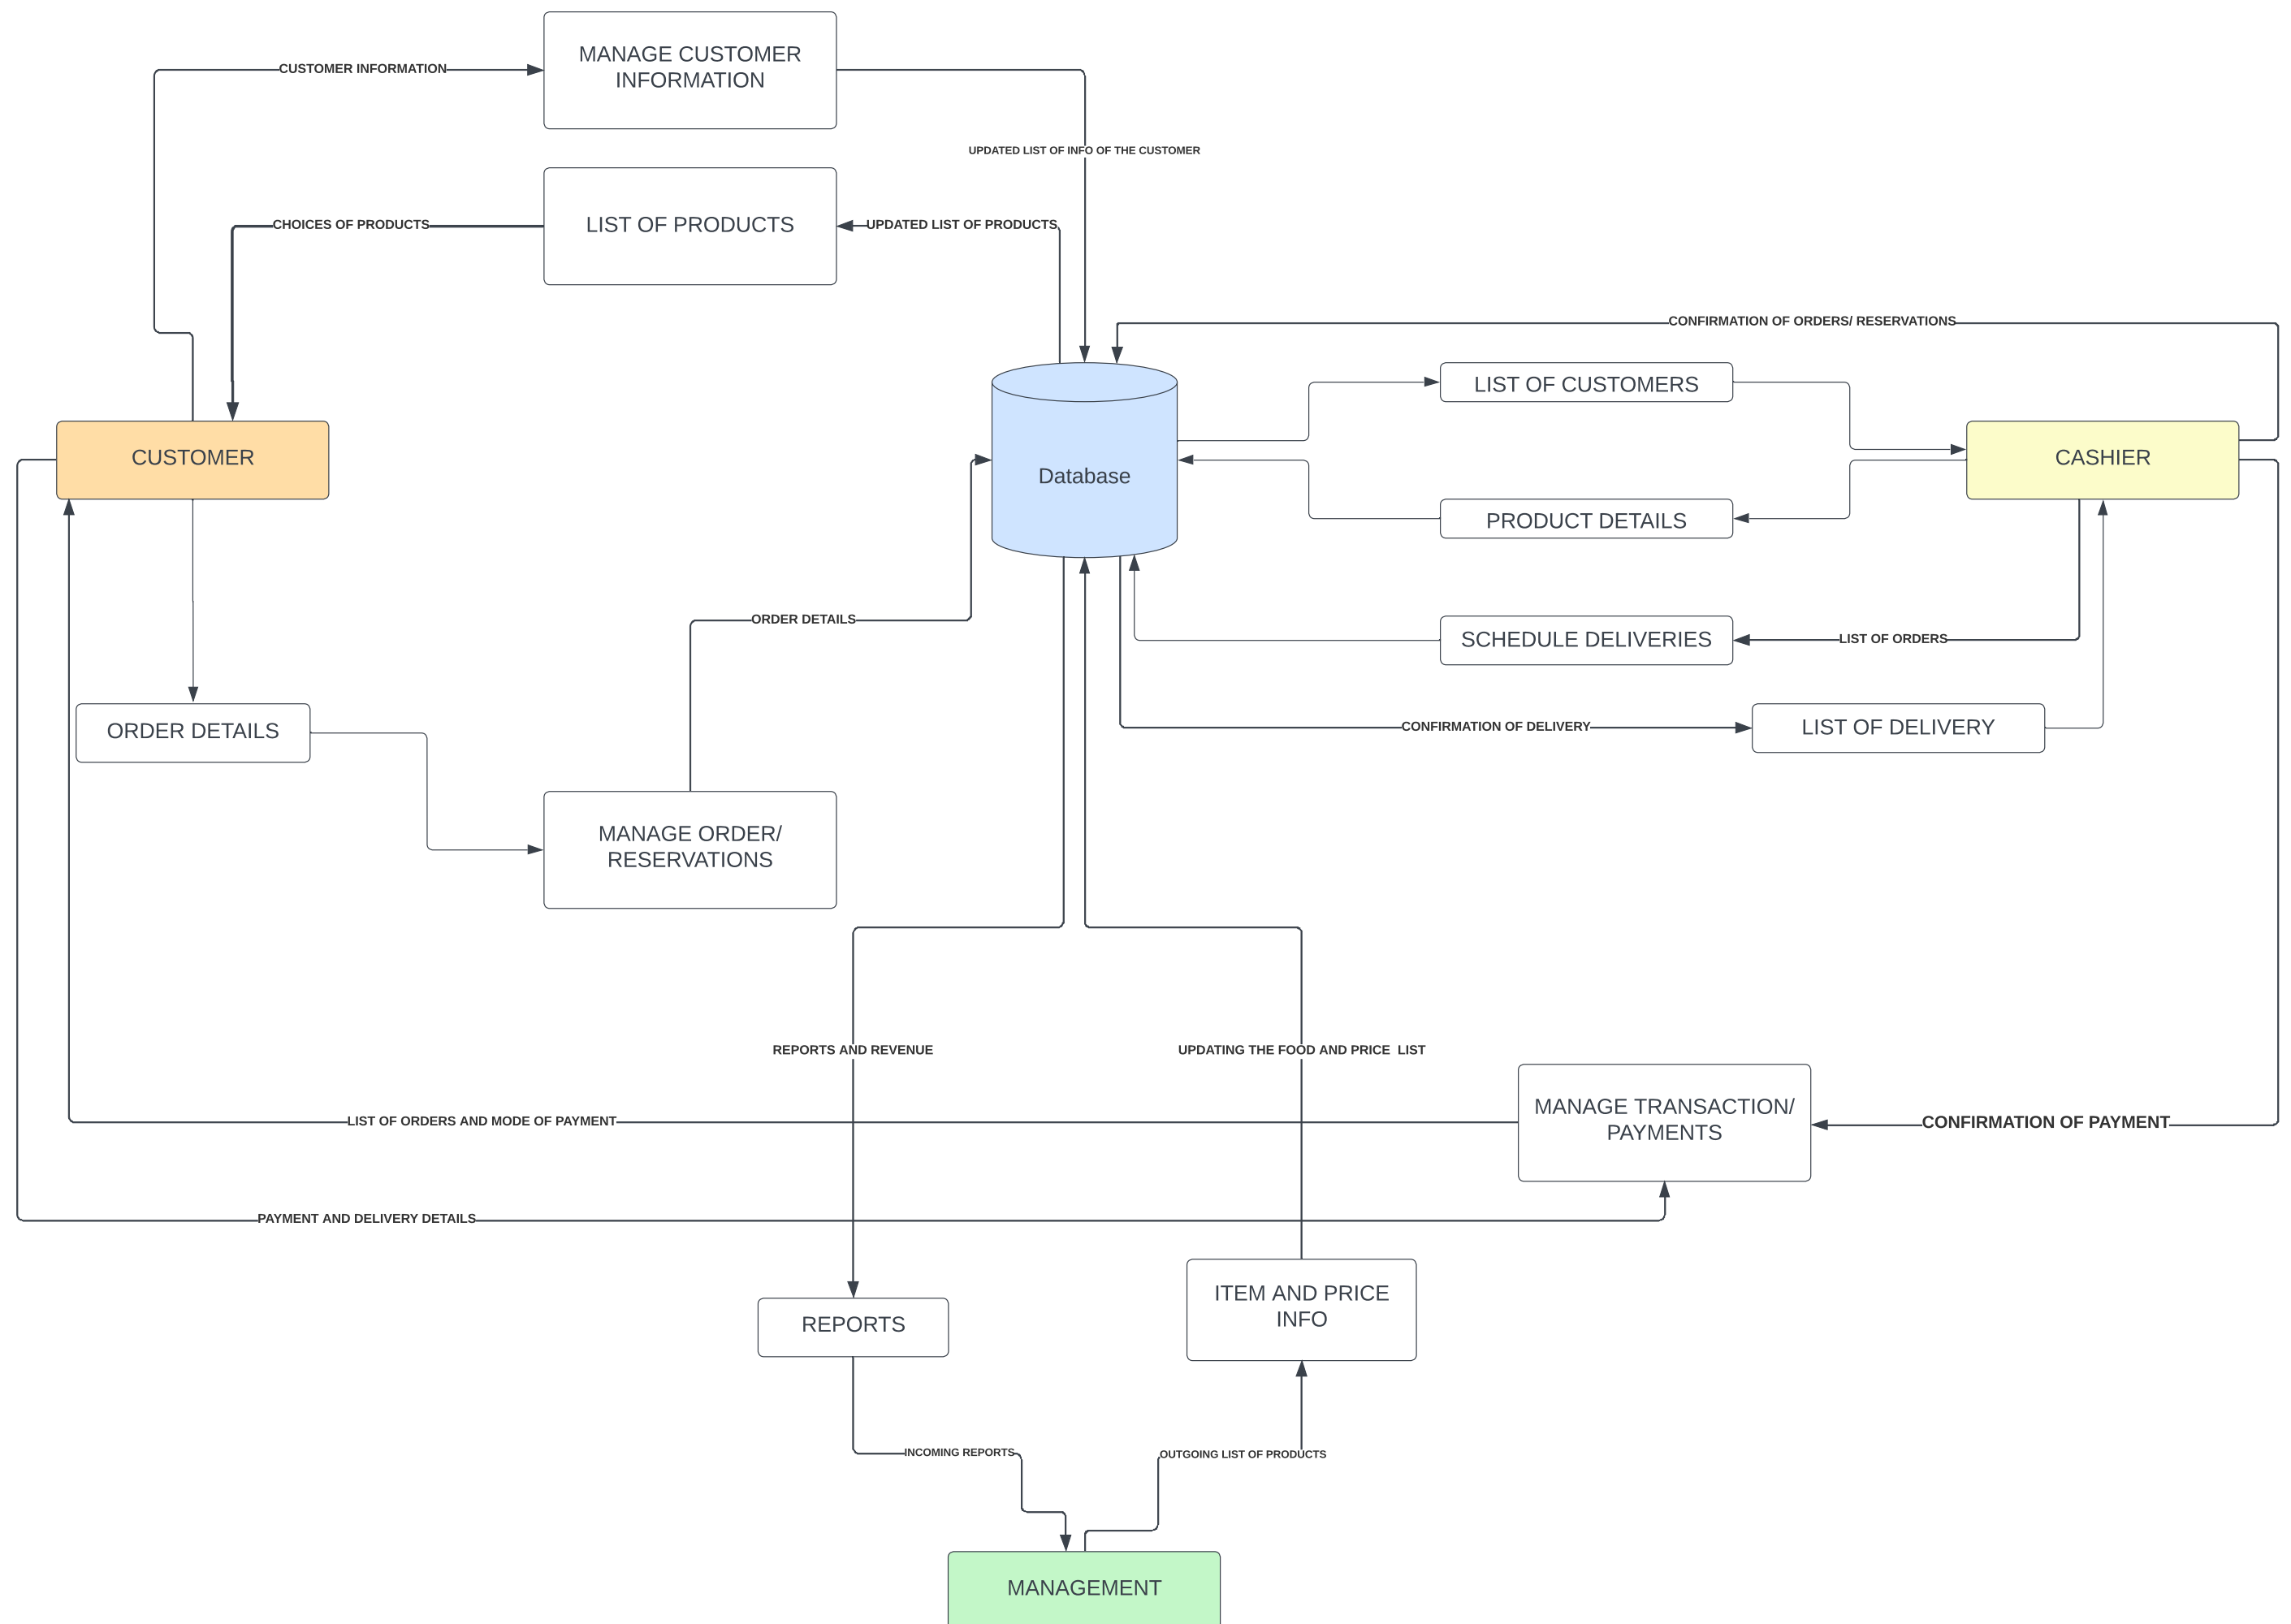 MANAGE CUSTOMER
INFORMATION
CUSTOMER INFORMATION
UPDATED LIST OF INFO OF THE CUSTOMER
LIST OF PRODUCTS
CHOICES OF PRODUCTS
UPDATED LIST OF PRODUCTS
CONFIRMATION OF ORDERS/ RESERVATIONS
LIST OF CUSTOMERS
CUSTOMER
CASHIER
Database
PRODUCT DETAILS
ORDER DETAILS
SCHEDULE DELIVERIES
LIST OF ORDERS
ORDER DETAILS
CONFIRMATION OF DELIVERY
LIST OF DELIVERY
MANAGE ORDER/
RESERVATIONS
REPORTS AND REVENUE
UPDATING THE FOOD AND PRICE  LIST
MANAGE TRANSACTION/
PAYMENTS
LIST OF ORDERS AND MODE OF PAYMENT
CONFIRMATION OF PAYMENT
PAYMENT AND DELIVERY DETAILS
ITEM AND PRICE
INFO
REPORTS
INCOMING REPORTS
OUTGOING LIST OF PRODUCTS
MANAGEMENT